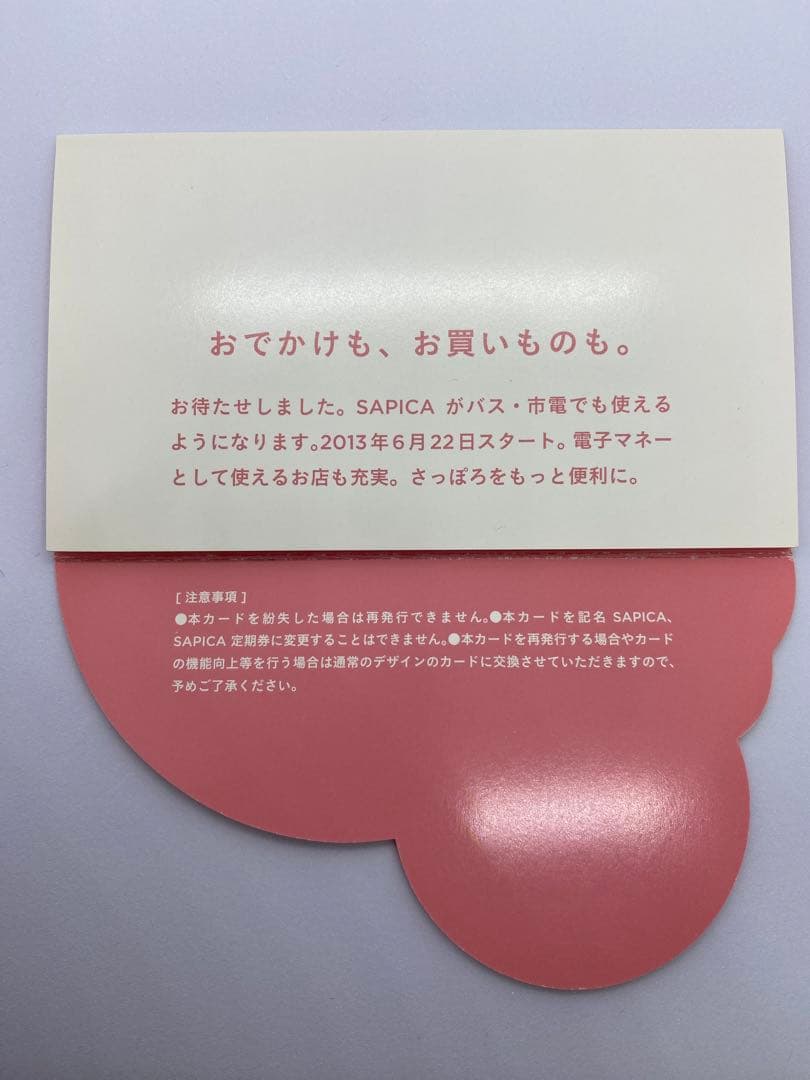 おでかけも、お買いものも。
お待たせしました。SAPICA がバス・市電でも使える
ようになります。2013年6月22日スタート。電子マネー
として使えるお店も充実。さっぽろをもっと便利に。
[ 注意事項 ]
●本カードを紛失した場合は再発行できません。●本カードを記名 SAPICA、
SAPICA 定期券に変更することはできません。●本カードを再発行する場合やカード
の機能向上等を行う場合は通常のデザインのカードに交換させていただきますので、
予めご了承ください。